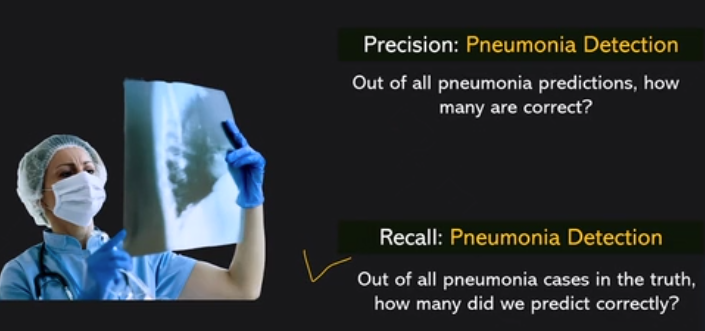 Precision: Pneumonia Detection
Out of all pneumonia predictions, how
many are correct?
Recall: Pneumonia Detection
Out of all pneumonia cases in the truth,
how many did we predict correctly?